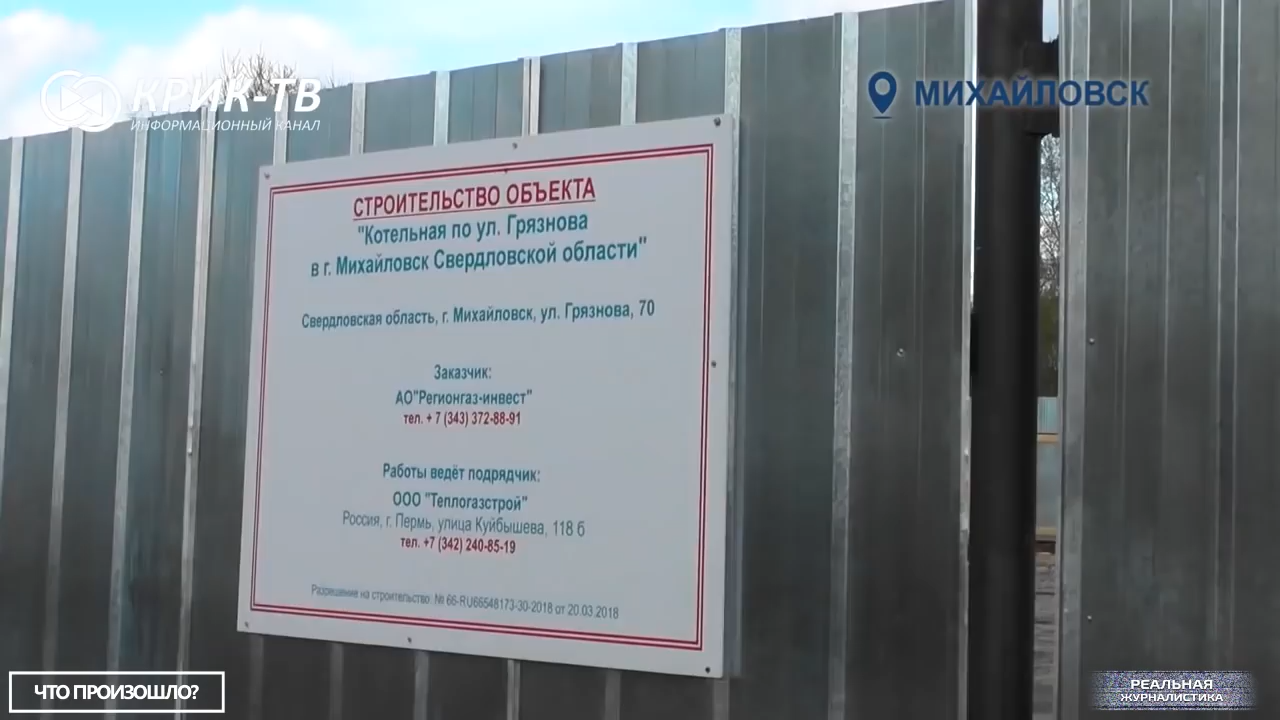 КРИК-ТВ
ИНФОРМАЦИОННЫЙ КАНАЛ
МИХАЙЛОВСК
СТРОИТЕЛЬСТВО ОБЪЕКТА
"Котельная по ул. Грязнова
в г. Михайловск Свердловской области"
Свердловская область, г. Михайловск, ул. Грязнова, 70
Заказчик:
АО"Регионгаз-инвест"
тел. + 7 (343) 372-88-91
Работы ведёт подрядчик:
ООО "Теплогазстрой"
Россия, г. Пермь, улица Куйбышева, 118 б
тел. +7 (342) 240-85-19
Разрешение на строительство: № 66-RU66548173-30-2018 от 20.03.2018
ЧТО ПРОИЗОШЛО?
РЕАЛЬНАЯ
ЖУРНАЛИСТИКА